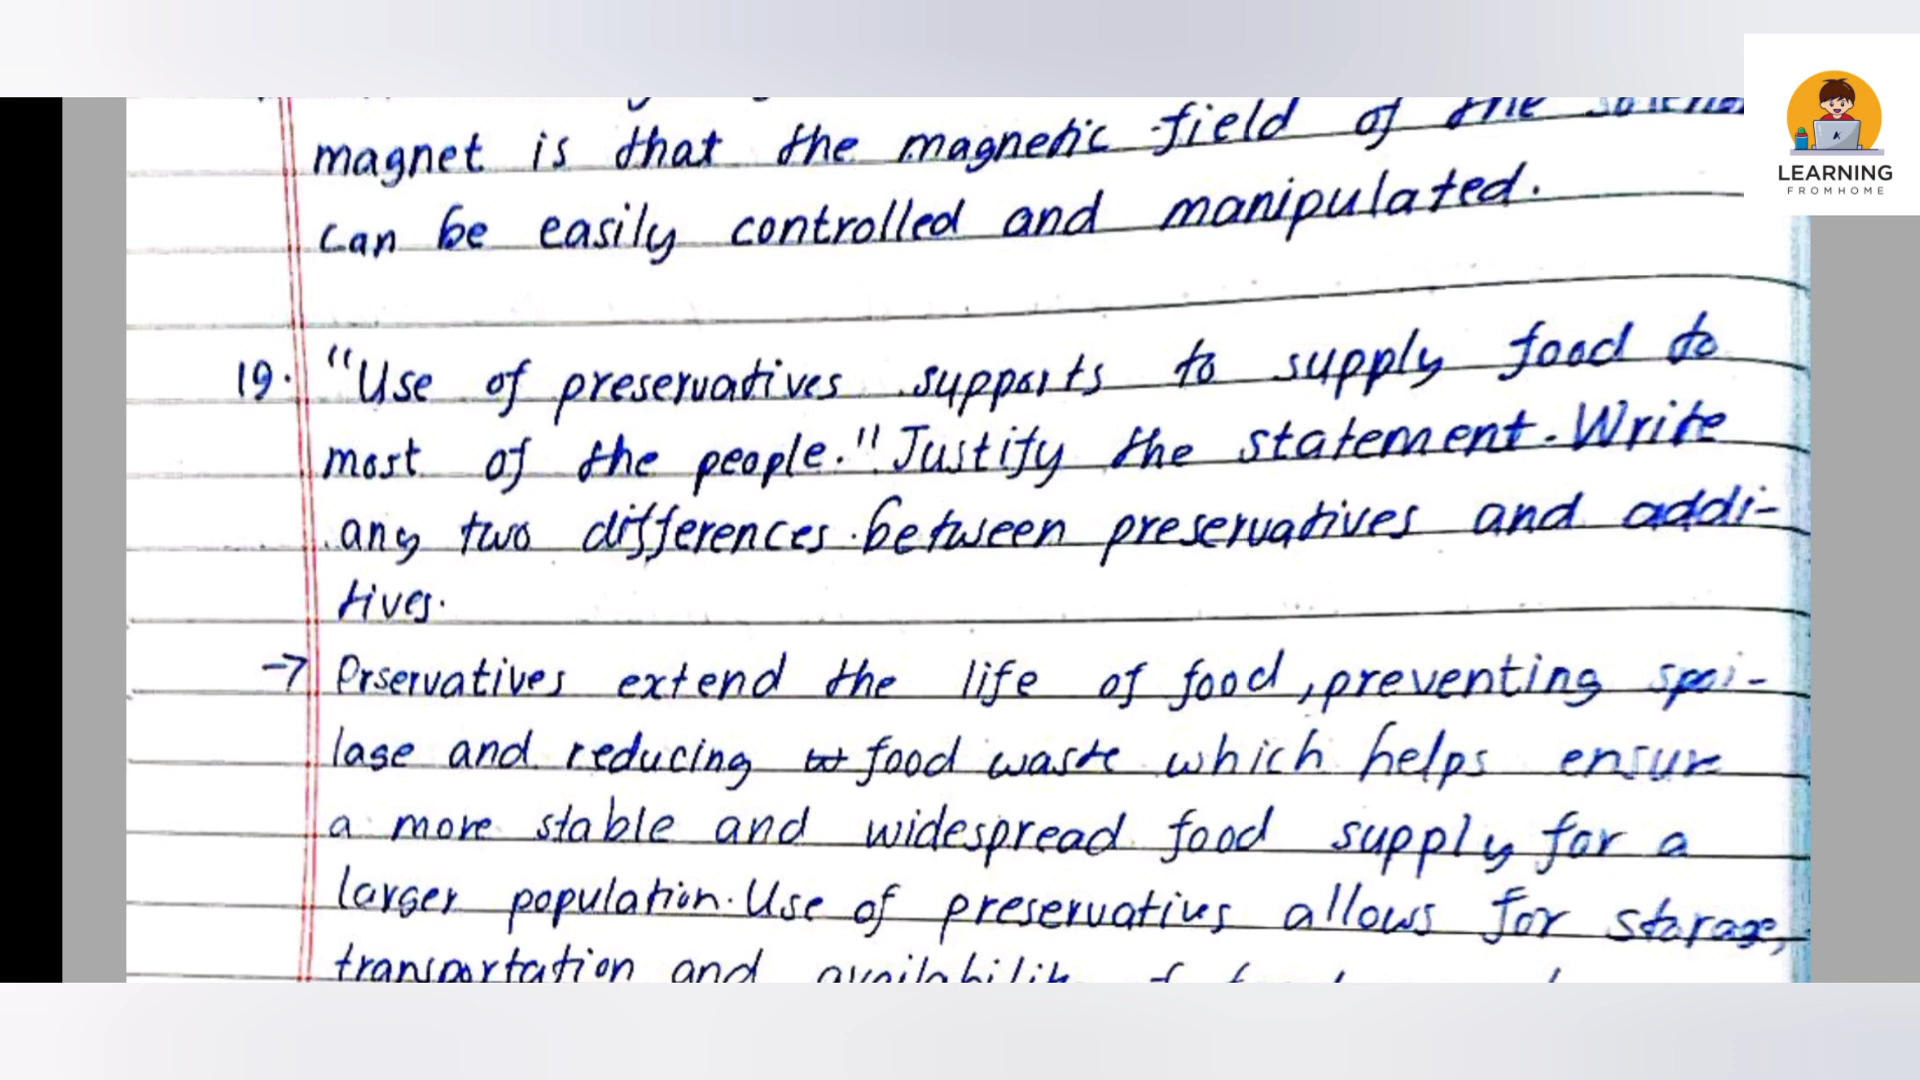 magnet is that the magnetic field of the
can be easily controlled and manipulated.
19. "Use of preservatives supports to supply food to
most of the people." Justify the statement. Write
any two differences between preservatives and addi-
tives.
→ Prservatives extend the life of food, preventing spoi-
lage and reducing food waste which helps ensure
a more stable and widespread food supply for a
larger population. Use of preservatives allows for storage,
transportation and availability of
LEARNING
FROMHOME